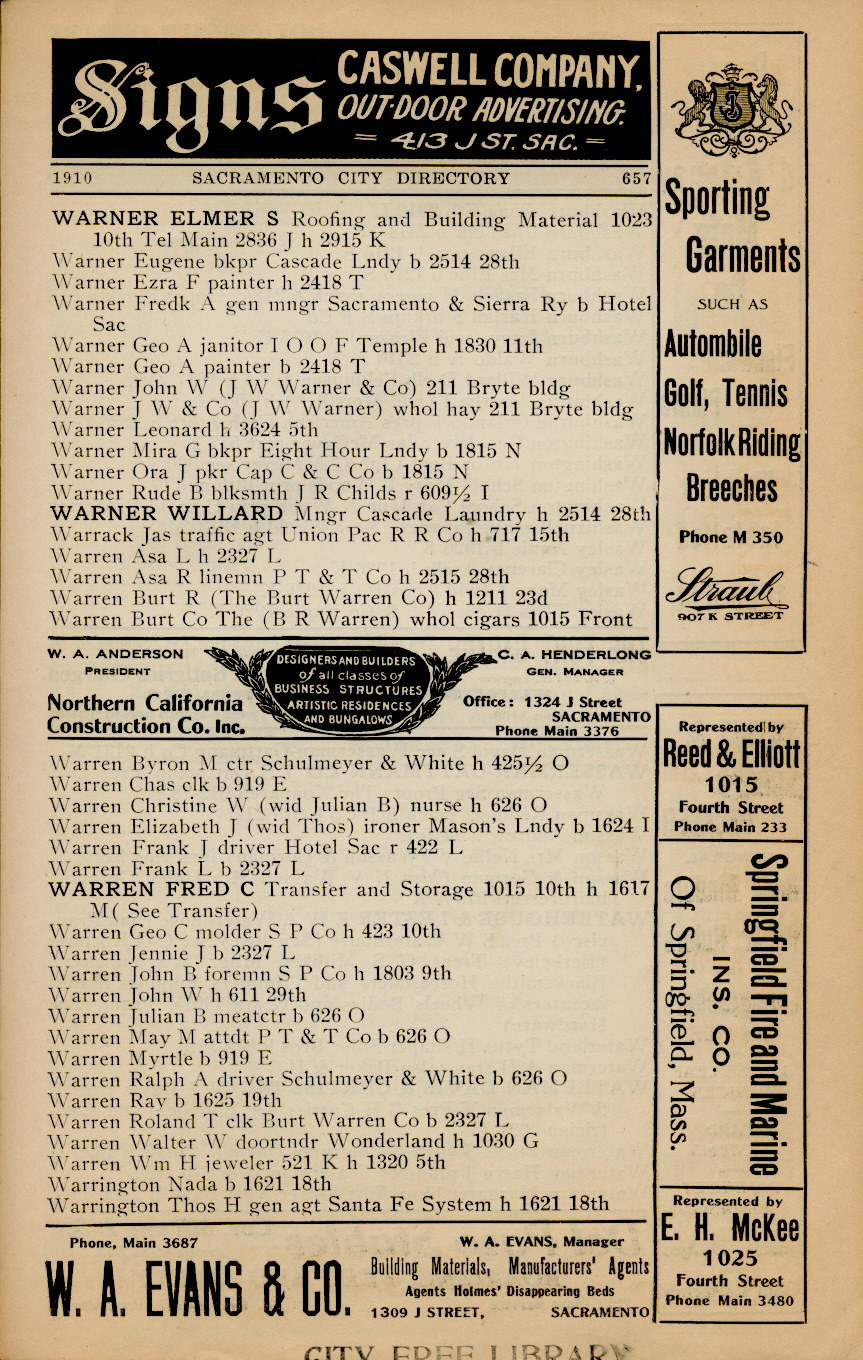 Signs
CASWELL COMPANY,
OUT-DOOR ADVERTISING.
= 413 J ST. SAC. =
1910 SACRAMENTO CITY DIRECTORY 657
WARNER ELMER S Roofing and Building Material 1023
10th Tel Main 2836 J h 2915 K
Warner Eugene bkpr Cascade Lndy b 2514 28th
Warner Ezra F painter h 2418 T
Warner Fredk A gen mngr Sacramento & Sierra Ry b Hotel
Sac
Warner Geo A janitor I O O F Temple h 1830 11th
Warner Geo A painter b 2418 T
Warner John W (J W Warner & Co) 211 Bryte bldg
Warner J W & Co (J W Warner) whol hay 211 Bryte bldg
Warner Leonard h 3624 5th
Warner Mira G bkpr Eight Hour Lndy b 1815 N
Warner Ora J pkr Cap C & C Co b 1815 N
Warner Rude B blksmth J R Childs r 609½ I
WARNER WILLARD Mngr Cascade Laundry h 2514 28th
Warrack Jas traffic agt Union Pac R R Co h 717 15th
Warren Asa L h 2327 L
Warren Asa R linemn P T & T Co h 2515 28th
Warren Burt R (The Burt Warren Co) h 1211 23d
Warren Burt Co The (B R Warren) whol cigars 1015 Front
W. A. ANDERSON
PRESIDENT
Northern California
Construction Co. Inc.
DESIGNERS AND BUILDERS
of all classes of
BUSINESS STRUCTURES
ARTISTIC RESIDENCES
AND BUNGALOWS
C. A. HENDERLONG
GEN. MANAGER
Office: 1324 J Street
SACRAMENTO
Phone Main 3376
Warren Byron M ctr Schulmeyer & White h 425½ O
Warren Chas clk b 919 E
Warren Christine W (wid Julian B) nurse h 626 O
Warren Elizabeth J (wid Thos) ironer Mason's Lndy b 1624 I
Warren Frank J driver Hotel Sac r 422 L
Warren Frank L b 2327 L
WARREN FRED C Transfer and Storage 1015 10th h 1617
M( See Transfer)
Warren Geo C molder S P Co h 423 10th
Warren Jennie J b 2327 L
Warren John B foremn S P Co h 1803 9th
Warren John W h 611 29th
Warren Julian B meatctr b 626 O
Warren May M attdt P T & T Co b 626 O
Warren Myrtle b 919 E
Warren Ralph A driver Schulmeyer & White b 626 O
Warren Ray b 1625 19th
Warren Roland T clk Burt Warren Co b 2327 L
Warren Walter W doortndr Wonderland h 1030 G
Warren Wm H jeweler 521 K h 1320 5th
Warrington Nada b 1621 18th
Warrington Thos H gen agt Santa Fe System h 1621 18th
Phone, Main 3687
W. A. EVANS & CO.
W. A. EVANS, Manager
Building Materials, Manufacturers' Agents
Agents Holmes' Disappearing Beds
1309 J STREET, SACRAMENTO
Sporting
Garments
SUCH AS
Autombile
Golf, Tennis
Norfolk Riding
Breeches
Phone M 350
Straub
907 K STREET
Represented by
Reed & Elliott
1015
Fourth Street
Phone Main 233
Springfield Fire and Marine
INS. CO.
Of Springfield, Mass.
Represented by
E. H. McKee
1025
Fourth Street
Phone Main 3480
CITY FREE LIBRARY